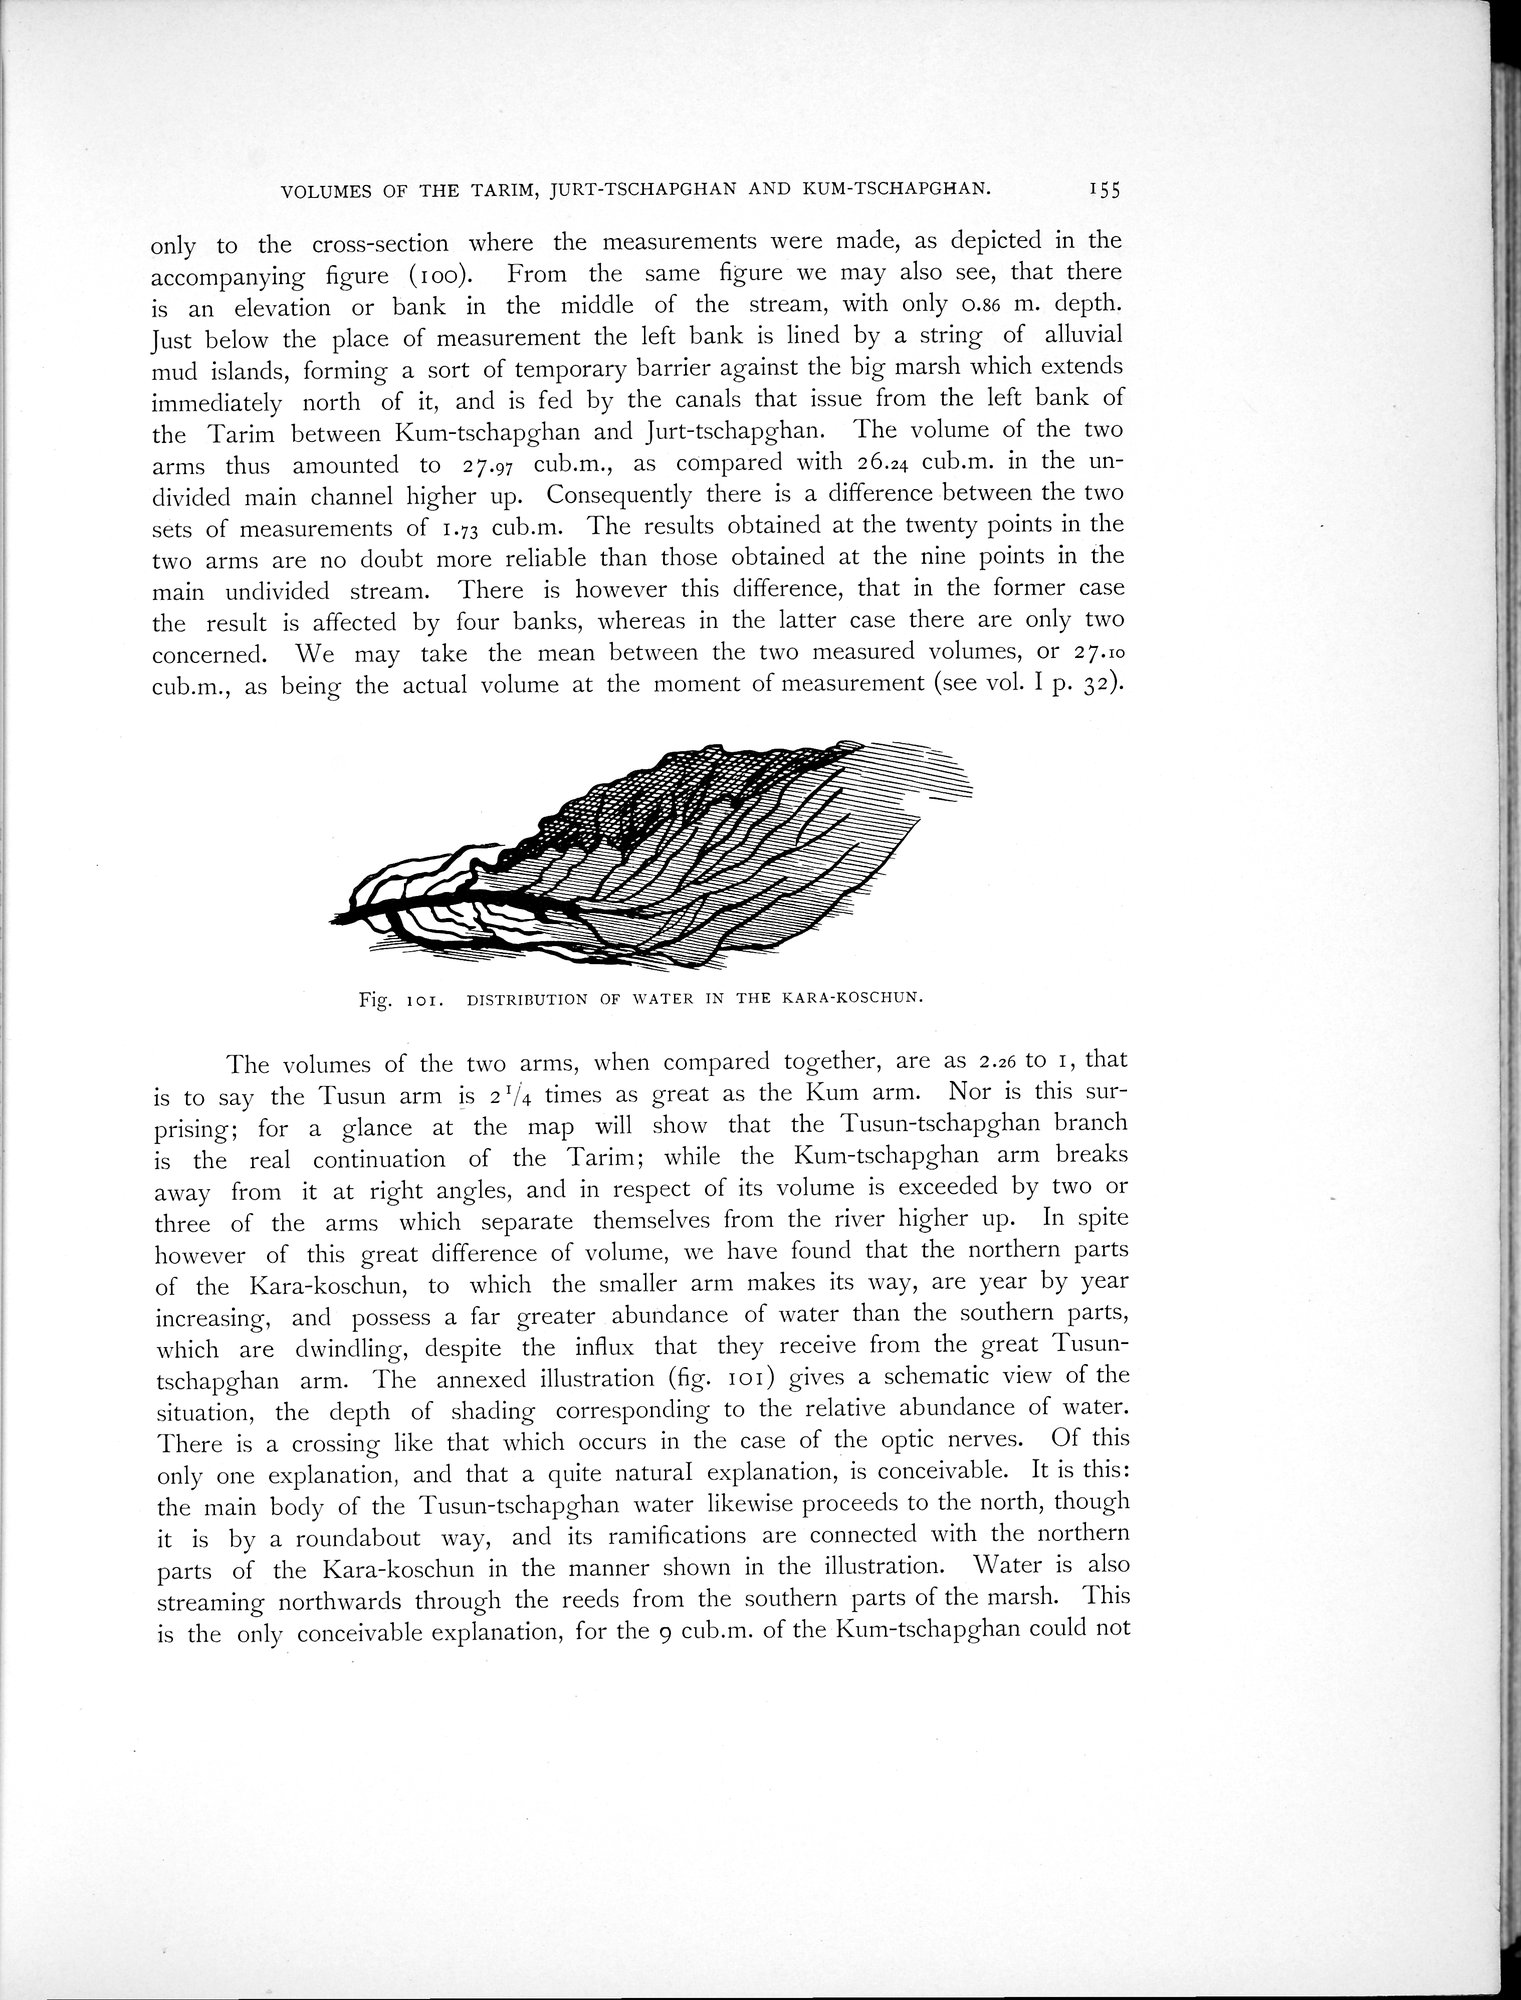 VOLUMES OF THE TARIM, JURT-TSCHAPGHAN AND KUM-TSCHAPGHAN. 155
only to the cross-section where the measurements were made, as depicted in the
accompanying figure (100). From the same figure we may also see, that there
is an elevation or bank in the middle of the stream, with only 0.86 m. depth.
Just below the place of measurement the left bank is lined by a string of alluvial
mud islands, forming a sort of temporary barrier against the big marsh which extends
immediately north of it, and is fed by the canals that issue from the left bank of
the Tarim between Kum-tschapghan and Jurt-tschapghan. The volume of the two
arms thus amounted to 27.97 cub.m., as compared with 26.24 cub.m. in the un-
divided main channel higher up. Consequently there is a difference between the two
sets of measurements of 1.73 cub.m. The results obtained at the twenty points in the
two arms are no doubt more reliable than those obtained at the nine points in the
main undivided stream. There is however this difference, that in the former case
the result is affected by four banks, whereas in the latter case there are only two
concerned. We may take the mean between the two measured volumes, or 27.10
cub.m., as being the actual volume at the moment of measurement (see vol. I p. 32).
Fig. 101. DISTRIBUTION OF WATER IN THE KARA-KOSCHUN.
The volumes of the two arms, when compared together, are as 2.26 to 1, that
is to say the Tusun arm is 2 1/4 times as great as the Kum arm. Nor is this sur-
prising; for a glance at the map will show that the Tusun-tschapghan branch
is the real continuation of the Tarim; while the Kum-tschapghan arm breaks
away from it at right angles, and in respect of its volume is exceeded by two or
three of the arms which separate themselves from the river higher up. In spite
however of this great difference of volume, we have found that the northern parts
of the Kara-koschun, to which the smaller arm makes its way, are year by year
increasing, and possess a far greater abundance of water than the southern parts,
which are dwindling, despite the influx that they receive from the great Tusun-
tschapghan arm. The annexed illustration (fig. 101) gives a schematic view of the
situation, the depth of shading corresponding to the relative abundance of water.
There is a crossing like that which occurs in the case of the optic nerves. Of this
only one explanation, and that a quite natural explanation, is conceivable. It is this:
the main body of the Tusun-tschapghan water likewise proceeds to the north, though
it is by a roundabout way, and its ramifications are connected with the northern
parts of the Kara-koschun in the manner shown in the illustration. Water is also
streaming northwards through the reeds from the southern parts of the marsh. This
is the only conceivable explanation, for the 9 cub.m. of the Kum-tschapghan could not